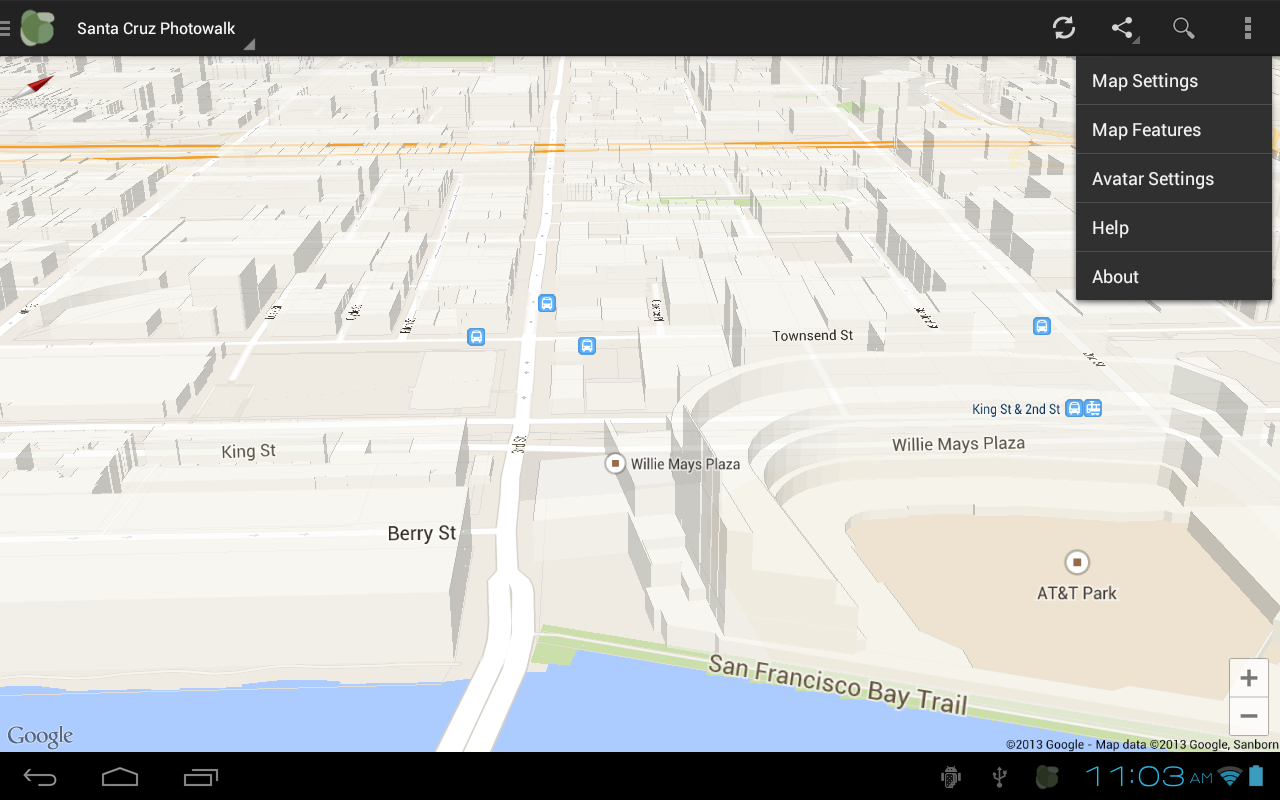 Santa Cruz Photowalk
Map Settings
Map Features
Avatar Settings
Help
About
Townsend St
King St & 2nd St
Willie Mays Plaza
King St
Willie Mays Plaza
Berry St
AT&T Park
San Francisco Bay Trail
Google
©2013 Google - Map data ©2013 Google, Sanborn
11:03 AM